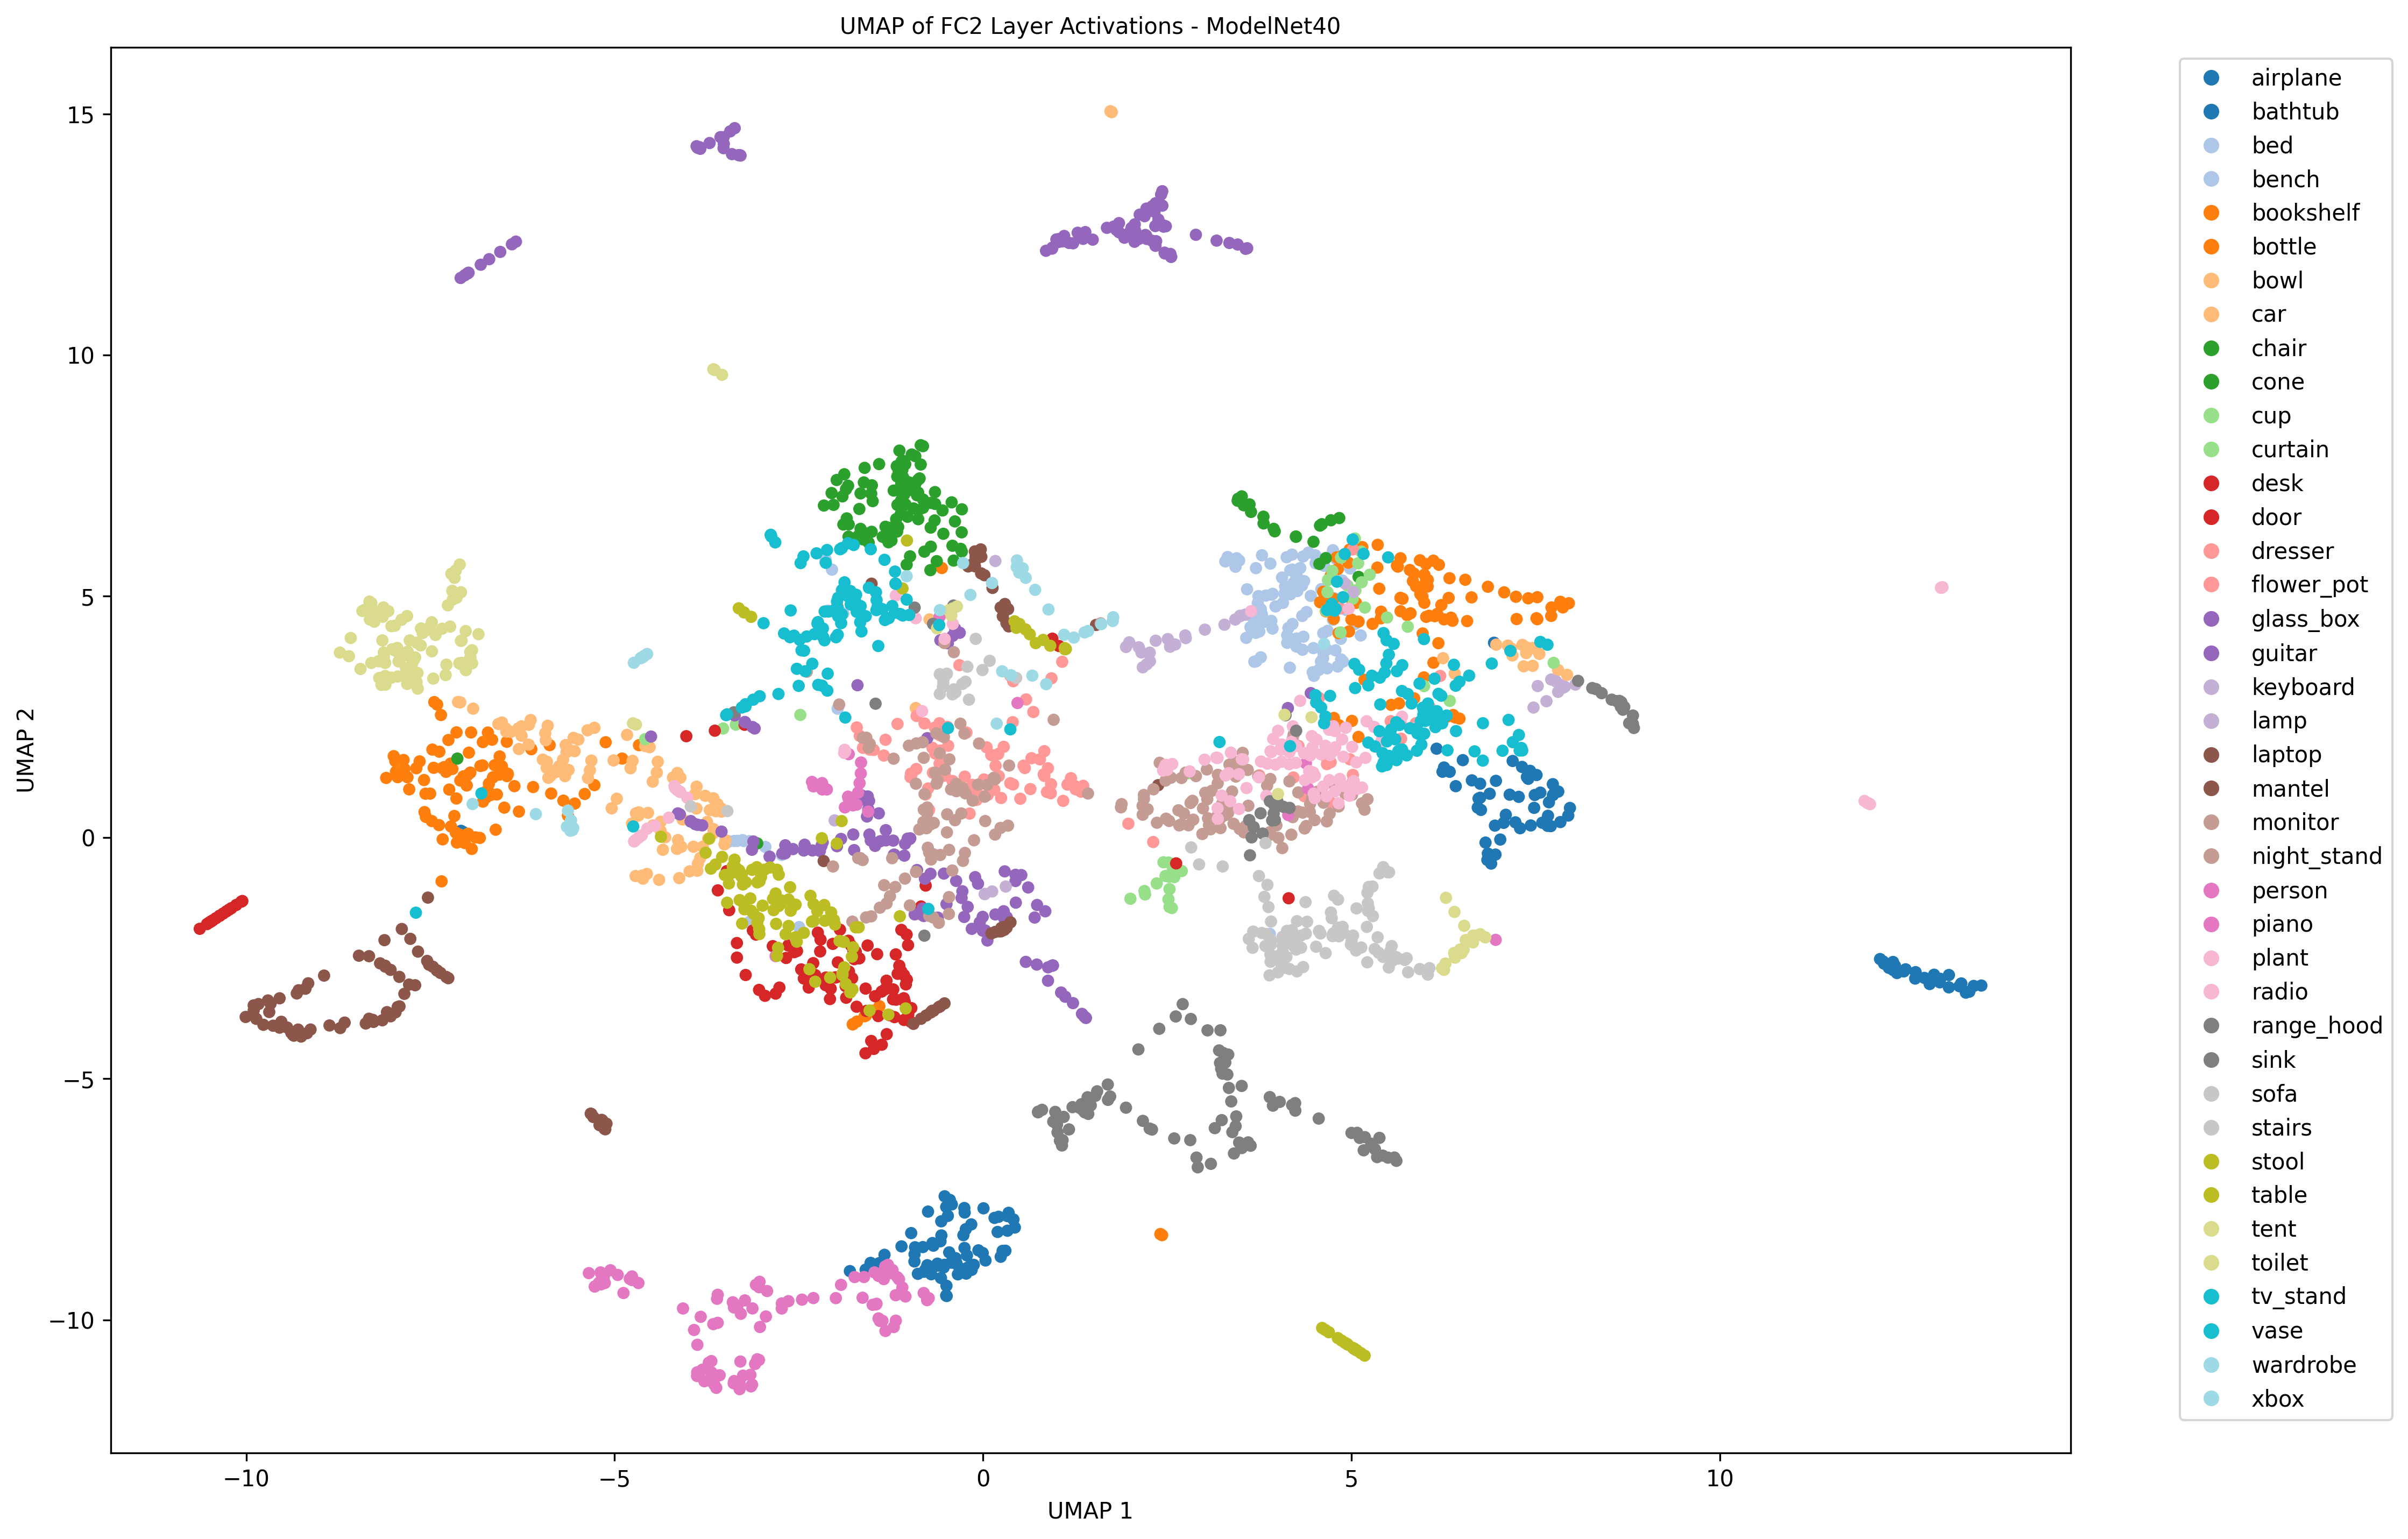 UMAP of FC2 Layer Activations - ModelNet40
15
10
5
0
−5
−10
UMAP 2
−10
−5
0
5
10
UMAP 1
airplane
bathtub
bed
bench
bookshelf
bottle
bowl
car
chair
cone
cup
curtain
desk
door
dresser
flower_pot
glass_box
guitar
keyboard
lamp
laptop
mantel
monitor
night_stand
person
piano
plant
radio
range_hood
sink
sofa
stairs
stool
table
tent
toilet
tv_stand
vase
wardrobe
xbox